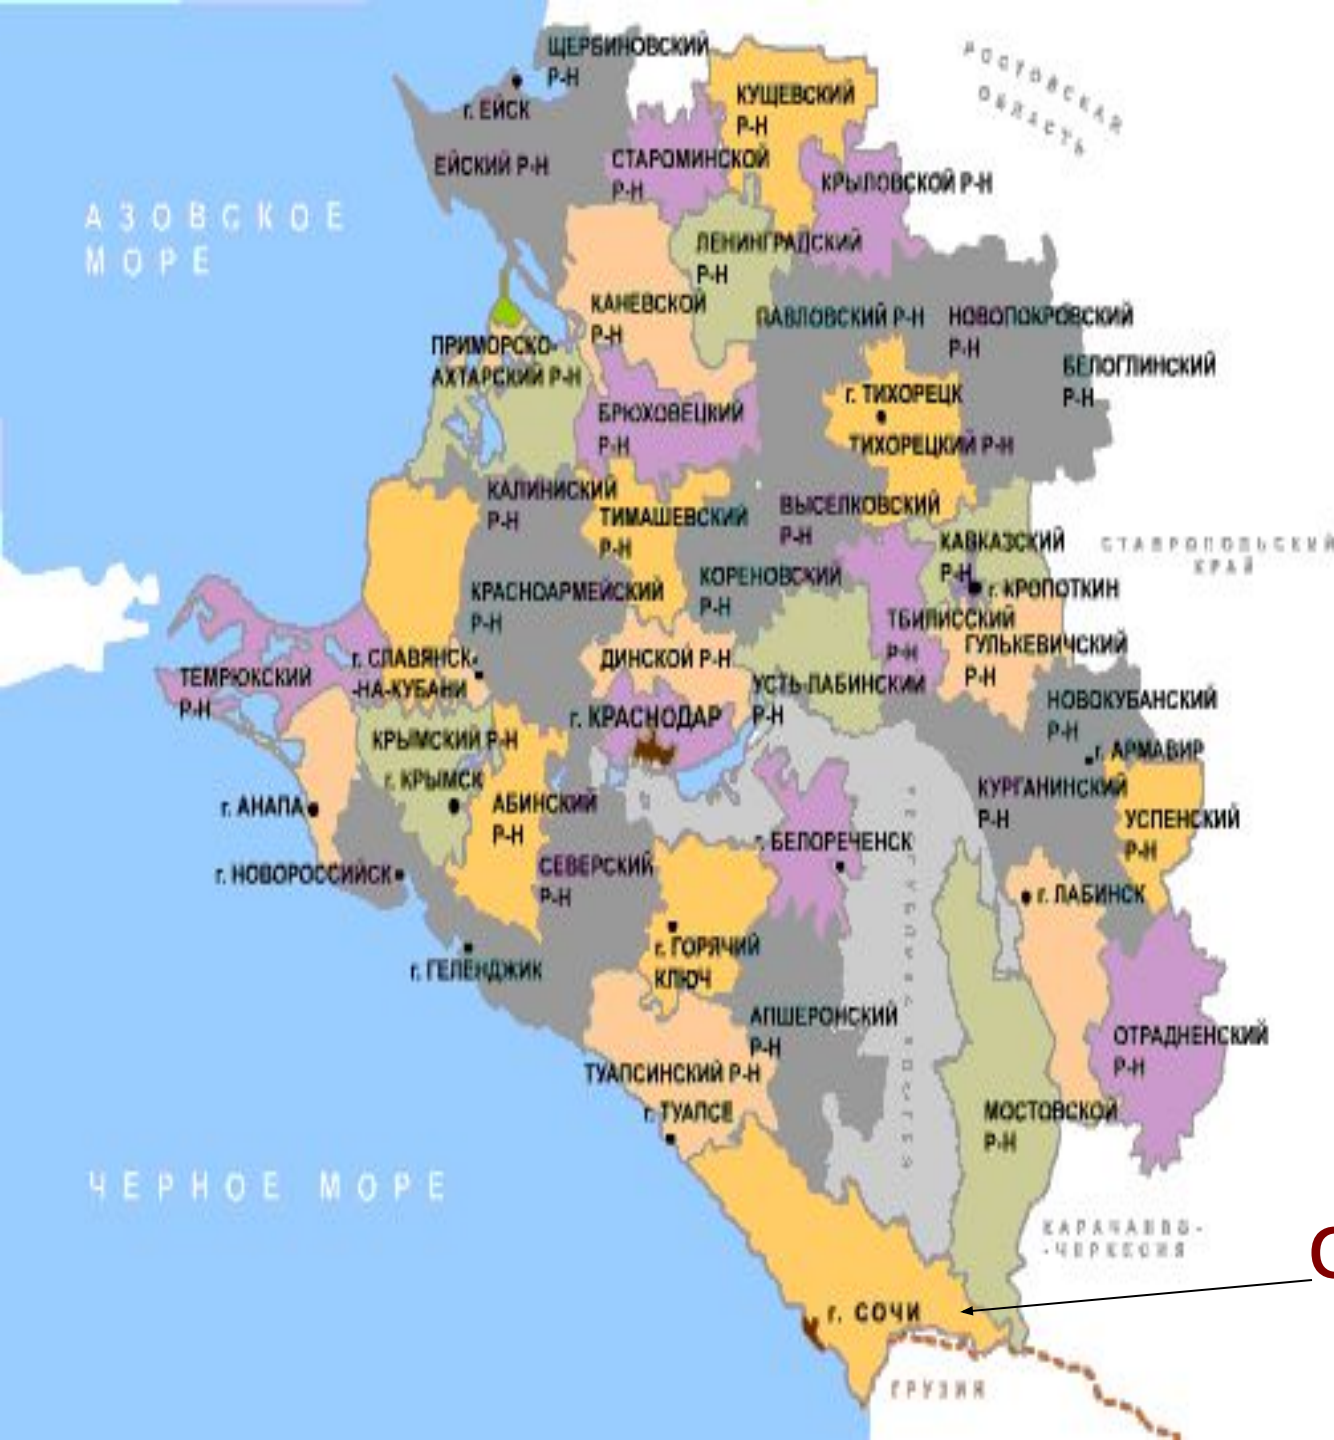 ЩЕРБИНОВСКИЙ
Р-Н
г. ЕЙСК
ЕЙСКИЙ Р-Н
КУЩЕВСКИЙ
Р-Н
РОСТОВСКАЯ
ОБЛАСТЬ
СТАРОМИНСКОЙ
Р-Н
КРЫЛОВСКОЙ Р-Н
АЗОВСКОЕ
МОРЕ
ЛЕНИНГРАДСКИЙ
Р-Н
КАНЕВСКОЙ
Р-Н
ПАВЛОВСКИЙ Р-Н
НОВОПОКРОВСКИЙ
Р-Н
ПРИМОРСКО-
АХТАРСКИЙ Р-Н
БЕЛОГЛИНСКИЙ
Р-Н
г. ТИХОРЕЦК
ТИХОРЕЦКИЙ Р-Н
БРЮХОВЕЦКИЙ
Р-Н
КАЛИНИСКИЙ
Р-Н
ТИМАШЕВСКИЙ
Р-Н
ВЫСЕЛКОВСКИЙ
Р-Н
КАВКАЗСКИЙ
Р-Н
СТАВРОПОЛЬСКИЙ
КРАЙ
г. КРОПОТКИН
КРАСНОАРМЕЙСКИЙ
Р-Н
КОРЕНОВСКИЙ
Р-Н
ТБИЛИССКИЙ
Р-Н
ГУЛЬКЕВИЧСКИЙ
Р-Н
ТЕМРЮКСКИЙ
Р-Н
г. СЛАВЯНСК-
-НА-КУБАНИ
ДИНСКОЙ Р-Н
УСТЬ-ЛАБИНСКИЙ
Р-Н
г. КРАСНОДАР
НОВОКУБАНСКИЙ
Р-Н
г. АРМАВИР
КРЫМСКИЙ Р-Н
г. КРЫМСК
АБИНСКИЙ
Р-Н
КУРГАНИНСКИЙ
Р-Н
УСПЕНСКИЙ
Р-Н
г. АНАПА
г. БЕЛОРЕЧЕНСК
г. НОВОРОССИЙСК
СЕВЕРСКИЙ
Р-Н
г. ЛАБИНСК
г. ГОРЯЧИЙ
КЛЮЧ
г. ГЕЛЕНДЖИК
АПШЕРОНСКИЙ
Р-Н
ОТРАДНЕНСКИЙ
Р-Н
ТУАПСИНСКИЙ Р-Н
г. ТУАПСЕ
МОСТОВСКОЙ
Р-Н
ЧЕРНОЕ МОРЕ
КАРАЧАЕВО-
-ЧЕРКЕСИЯ
г. СОЧИ
ГРУЗИЯ